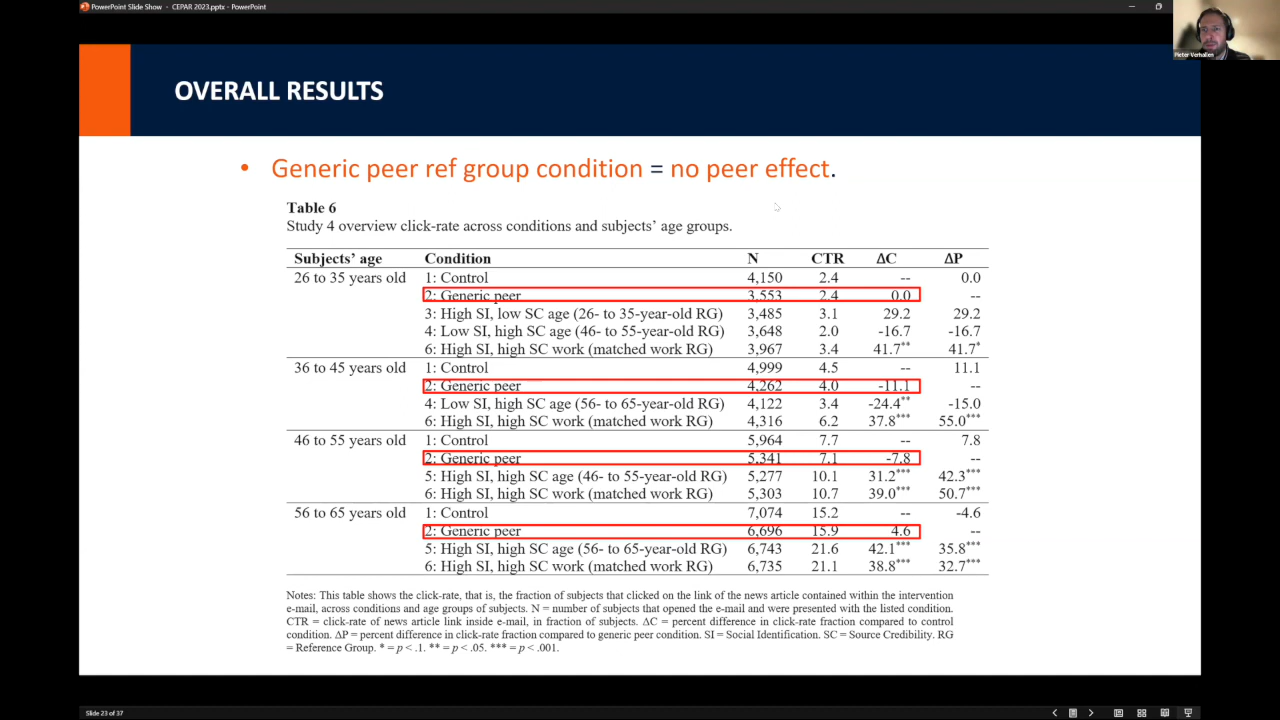 PowerPoint Slide Show - CEPAR 2023.pptx - PowerPoint
Pieter Verhallen
OVERALL RESULTS
• Generic peer ref group condition = no peer effect.
Table 6
Study 4 overview click-rate across conditions and subjects' age groups.
Subjects' age Condition N CTR ΔC ΔP
26 to 35 years old 1: Control 4,150 2.4 -- 0.0
2: Generic peer 3,553 2.4 0.0 --
3: High SI, low SC age (26- to 35-year-old RG) 3,485 3.1 29.2 29.2
4: Low SI, high SC age (46- to 55-year-old RG) 3,648 2.0 -16.7 -16.7
6: High SI, high SC work (matched work RG) 3,967 3.4 41.7** 41.7*
36 to 45 years old 1: Control 4,999 4.5 -- 11.1
2: Generic peer 4,262 4.0 -11.1 --
4: Low SI, high SC age (56- to 65-year-old RG) 4,122 3.4 -24.4** -15.0
6: High SI, high SC work (matched work RG) 4,316 6.2 37.8*** 55.0***
46 to 55 years old 1: Control 5,964 7.7 -- 7.8
2: Generic peer 5,341 7.1 -7.8 --
5: High SI, high SC age (46- to 55-year-old RG) 5,277 10.1 31.2*** 42.3***
6: High SI, high SC work (matched work RG) 5,303 10.7 39.0*** 50.7***
56 to 65 years old 1: Control 7,074 15.2 -- -4.6
2: Generic peer 6,696 15.9 4.6 --
5: High SI, high SC age (56- to 65-year-old RG) 6,743 21.6 42.1*** 35.8***
6: High SI, high SC work (matched work RG) 6,735 21.1 38.8*** 32.7***
Notes: This table shows the click-rate, that is, the fraction of subjects that clicked on the link of the news article contained within the intervention
e-mail, across conditions and age groups of subjects. N = number of subjects that opened the e-mail and were presented with the listed condition.
CTR = click-rate of news article link inside e-mail, in fraction of subjects. ΔC = percent difference in click-rate fraction compared to control
condition. ΔP = percent difference in click-rate fraction compared to generic peer condition. SI = Social Identification. SC = Source Credibility. RG
= Reference Group. * = p < .1. ** = p < .05. *** = p < .001.
Slide 23 of 37